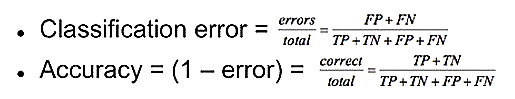 • Classification error = errors/total = FP + FN/TP + TN + FP + FN
• Accuracy = (1 – error) = correct/total = TP + TN/TP + TN + FP + FN